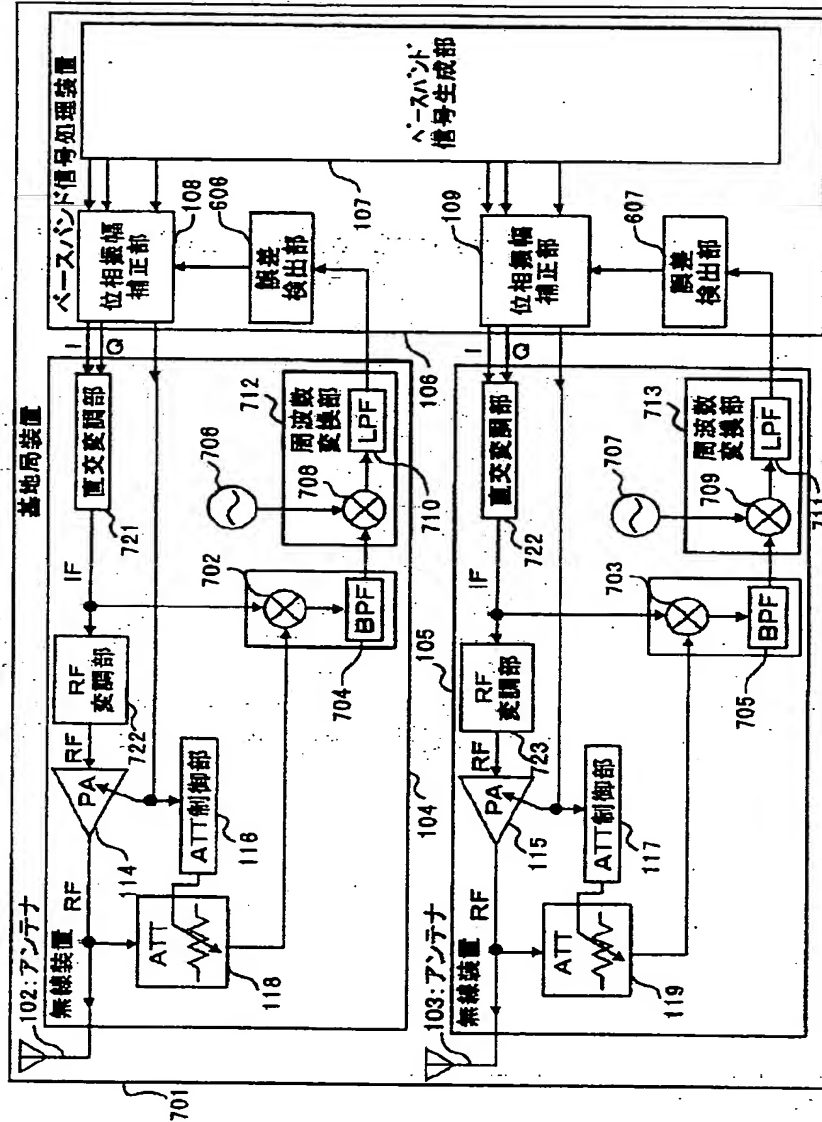 701
基地局装置
102:アンテナ
無線装置
RF
PA
114
RF
RF
変調部
722
IF
直交変調部
721
I
Q
ATT
118
ATT制御部
116
702
BPF
704
706
周波数
変換部
712
708
LPF
710
104
ベースバンド信号処理装置
位相振幅
補正部
108
誤差
検出部
606
106
ベースバンド
信号生成部
107
103:アンテナ
無線装置
RF
PA
115
RF
RF
変調部
723
IF
直交変調部
722
I
Q
ATT
119
ATT制御部
117
703
BPF
705
707
周波数
変換部
713
709
LPF
711
105
位相振幅
補正部
109
誤差
検出部
607